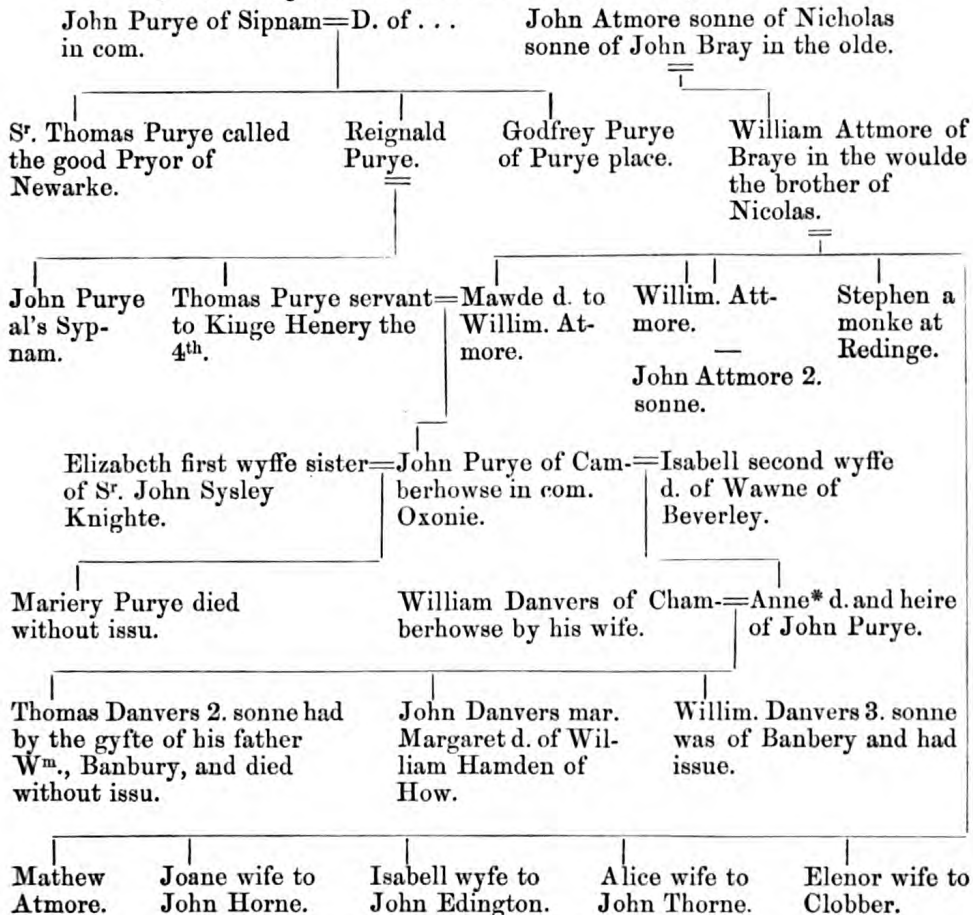 John Purye of Sipnam=D. of . . .
in com.
John Atmore sonne of Nicholas
sonne of John Bray in the olde.
Sʳ. Thomas Purye called
the good Pryor of
Newarke.
Reignald
Purye.
Godfrey Purye
of Purye place.
William Attmore of
Braye in the woulde
the brother of
Nicolas.
John Purye
al's Syp-
nam.
Thomas Purye servant=
to Kinge Henery the
4ᵗʰ.
Mawde d. to
Willim. At-
more.
Willim. Att-
more.
John Attmore 2.
sonne.
Stephen a
monke at
Redinge.
Elizabeth first wyffe sister=
of Sʳ. John Sysley
Knighte.
John Purye of Cam-=
berhowse in com.
Oxonie.
Isabell second wyffe
d. of Wawne of
Beverley.
Mariery Purye died
without issu.
William Danvers of Cham-=
berhowse by his wife.
Anne* d. and heire
of John Purye.
Thomas Danvers 2. sonne had
by the gyfte of his father
Wᵐ., Banbury, and died
without issu.
John Danvers mar.
Margaret d. of Wil-
liam Hamden of
How.
Willim. Danvers 3. sonne
was of Banbery and had
issue.
Mathew
Atmore.
Joane wife to
John Horne.
Isabell wyfe to
John Edington.
Alice wife to
John Thorne.
Elenor wife to
Clobber.